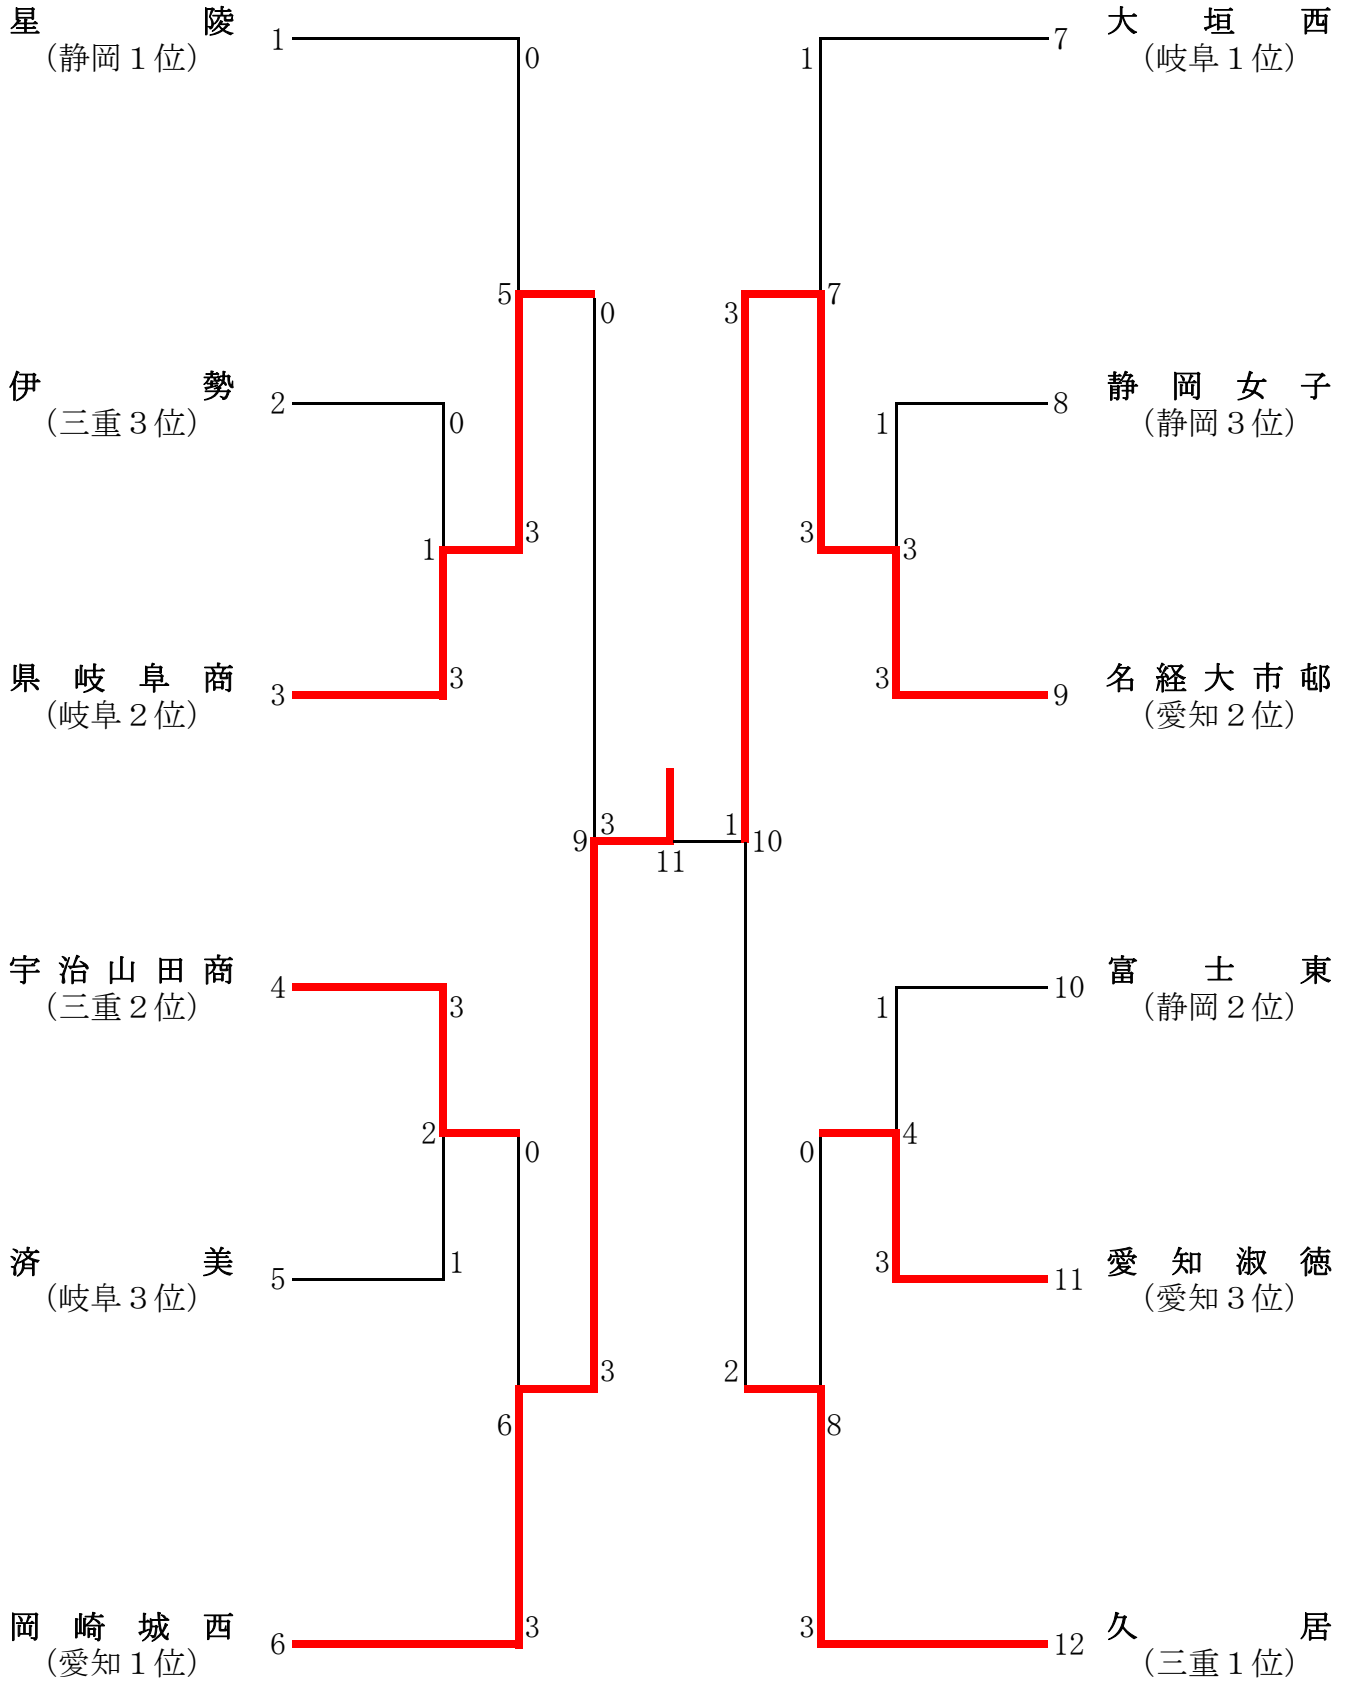 星陵
(静岡１位)
1
0
大垣西
(岐阜１位)
7
1
5
0
3
7
伊勢
(三重３位)
2
0
静岡女子
(静岡３位)
8
1
1
3
3
3
県岐阜商
(岐阜２位)
3
3
名経大市邨
(愛知２位)
9
3
9
3
11
1
10
宇治山田商
(三重２位)
4
3
富士東
(静岡２位)
10
1
2
0
0
4
済美
(岐阜３位)
5
1
愛知淑徳
(愛知３位)
11
3
6
3
2
8
岡崎城西
(愛知１位)
6
3
久居
(三重１位)
12
3